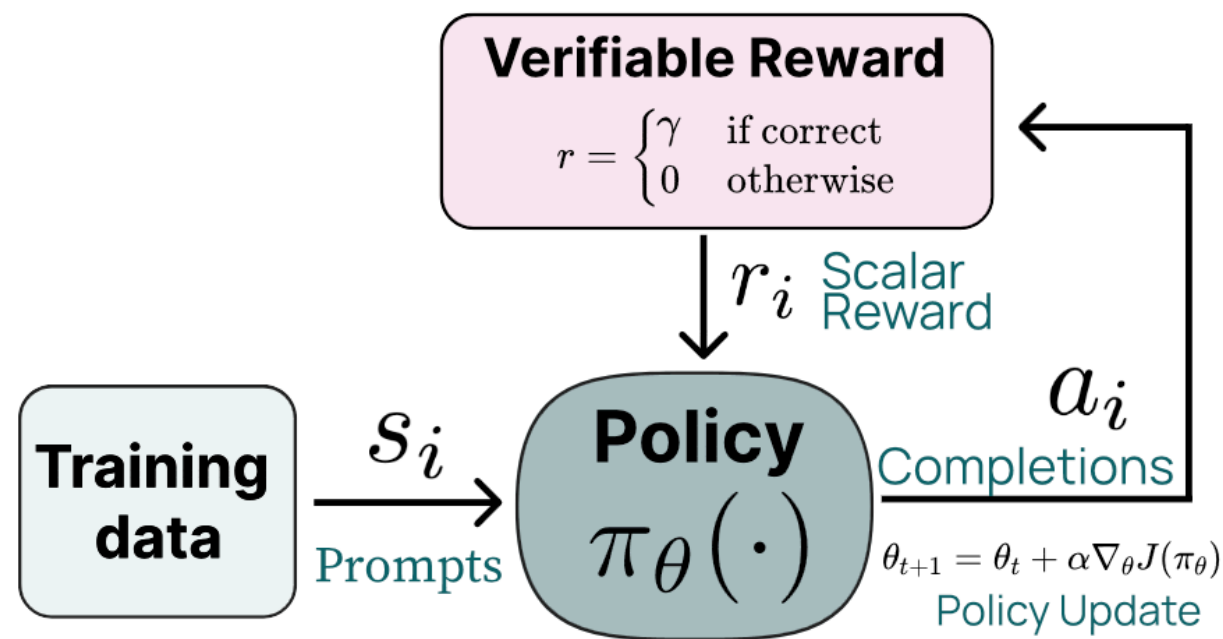 Verifiable Reward
r = { γ if correct
0 otherwise
r_i Scalar
Reward
Training
data
s_i
Prompts
Policy
π_θ(·)
a_i
Completions
θ_{t+1} = θ_t + α∇_θ J(π_θ)
Policy Update